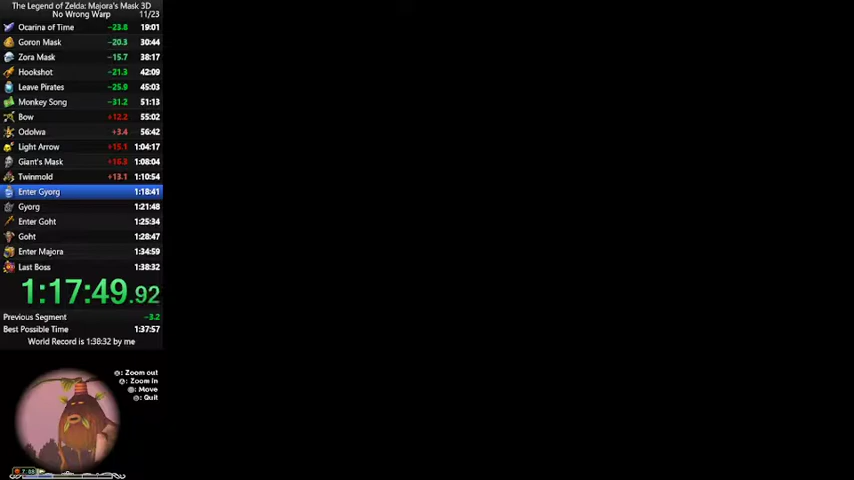 The Legend of Zelda: Majora's Mask 3D
No Wrong Warp 11/23
Ocarina of Time -23.8 19:01
Goron Mask -20.3 30:44
Zora Mask -15.7 38:17
Hookshot -21.3 42:09
Leave Pirates -25.9 45:03
Monkey Song -31.2 51:13
Bow +12.2 55:02
Odolwa +3.4 56:42
Light Arrow +15.1 1:04:17
Giant's Mask +16.3 1:08:04
Twinmold +13.1 1:10:54
Enter Gyorg 1:18:41
Gyorg 1:21:48
Enter Goht 1:25:34
Goht 1:28:47
Enter Majora 1:34:59
Last Boss 1:38:32
1:17:49.92
Previous Segment -3.2
Best Possible Time 1:37:57
World Record is 1:38:32 by me
: Zoom out
: Zoom in
: Move
: Quit